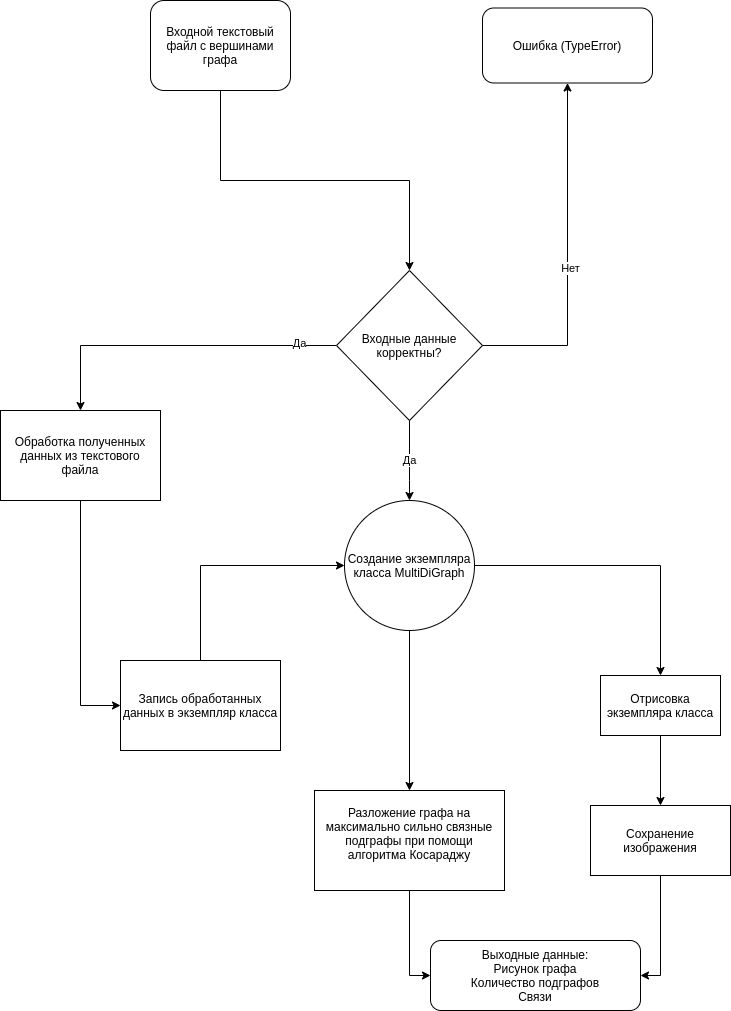 Входной текстовый
файл с вершинами
графа
Ошибка (TypeError)
Нет
Входные данные
корректны?
Да
Обработка полученных
данных из текстового
файла
Да
Создание экземпляра
класса MultiDiGraph
Запись обработанных
данных в экземпляр класса
Отрисовка
экземпляра класса
Разложение графа на
максимально сильно связные
подграфы при помощи
алгоритма Косараджу
Сохранение
изображения
Выходные данные:
Рисунок графа
Количество подграфов
Связи